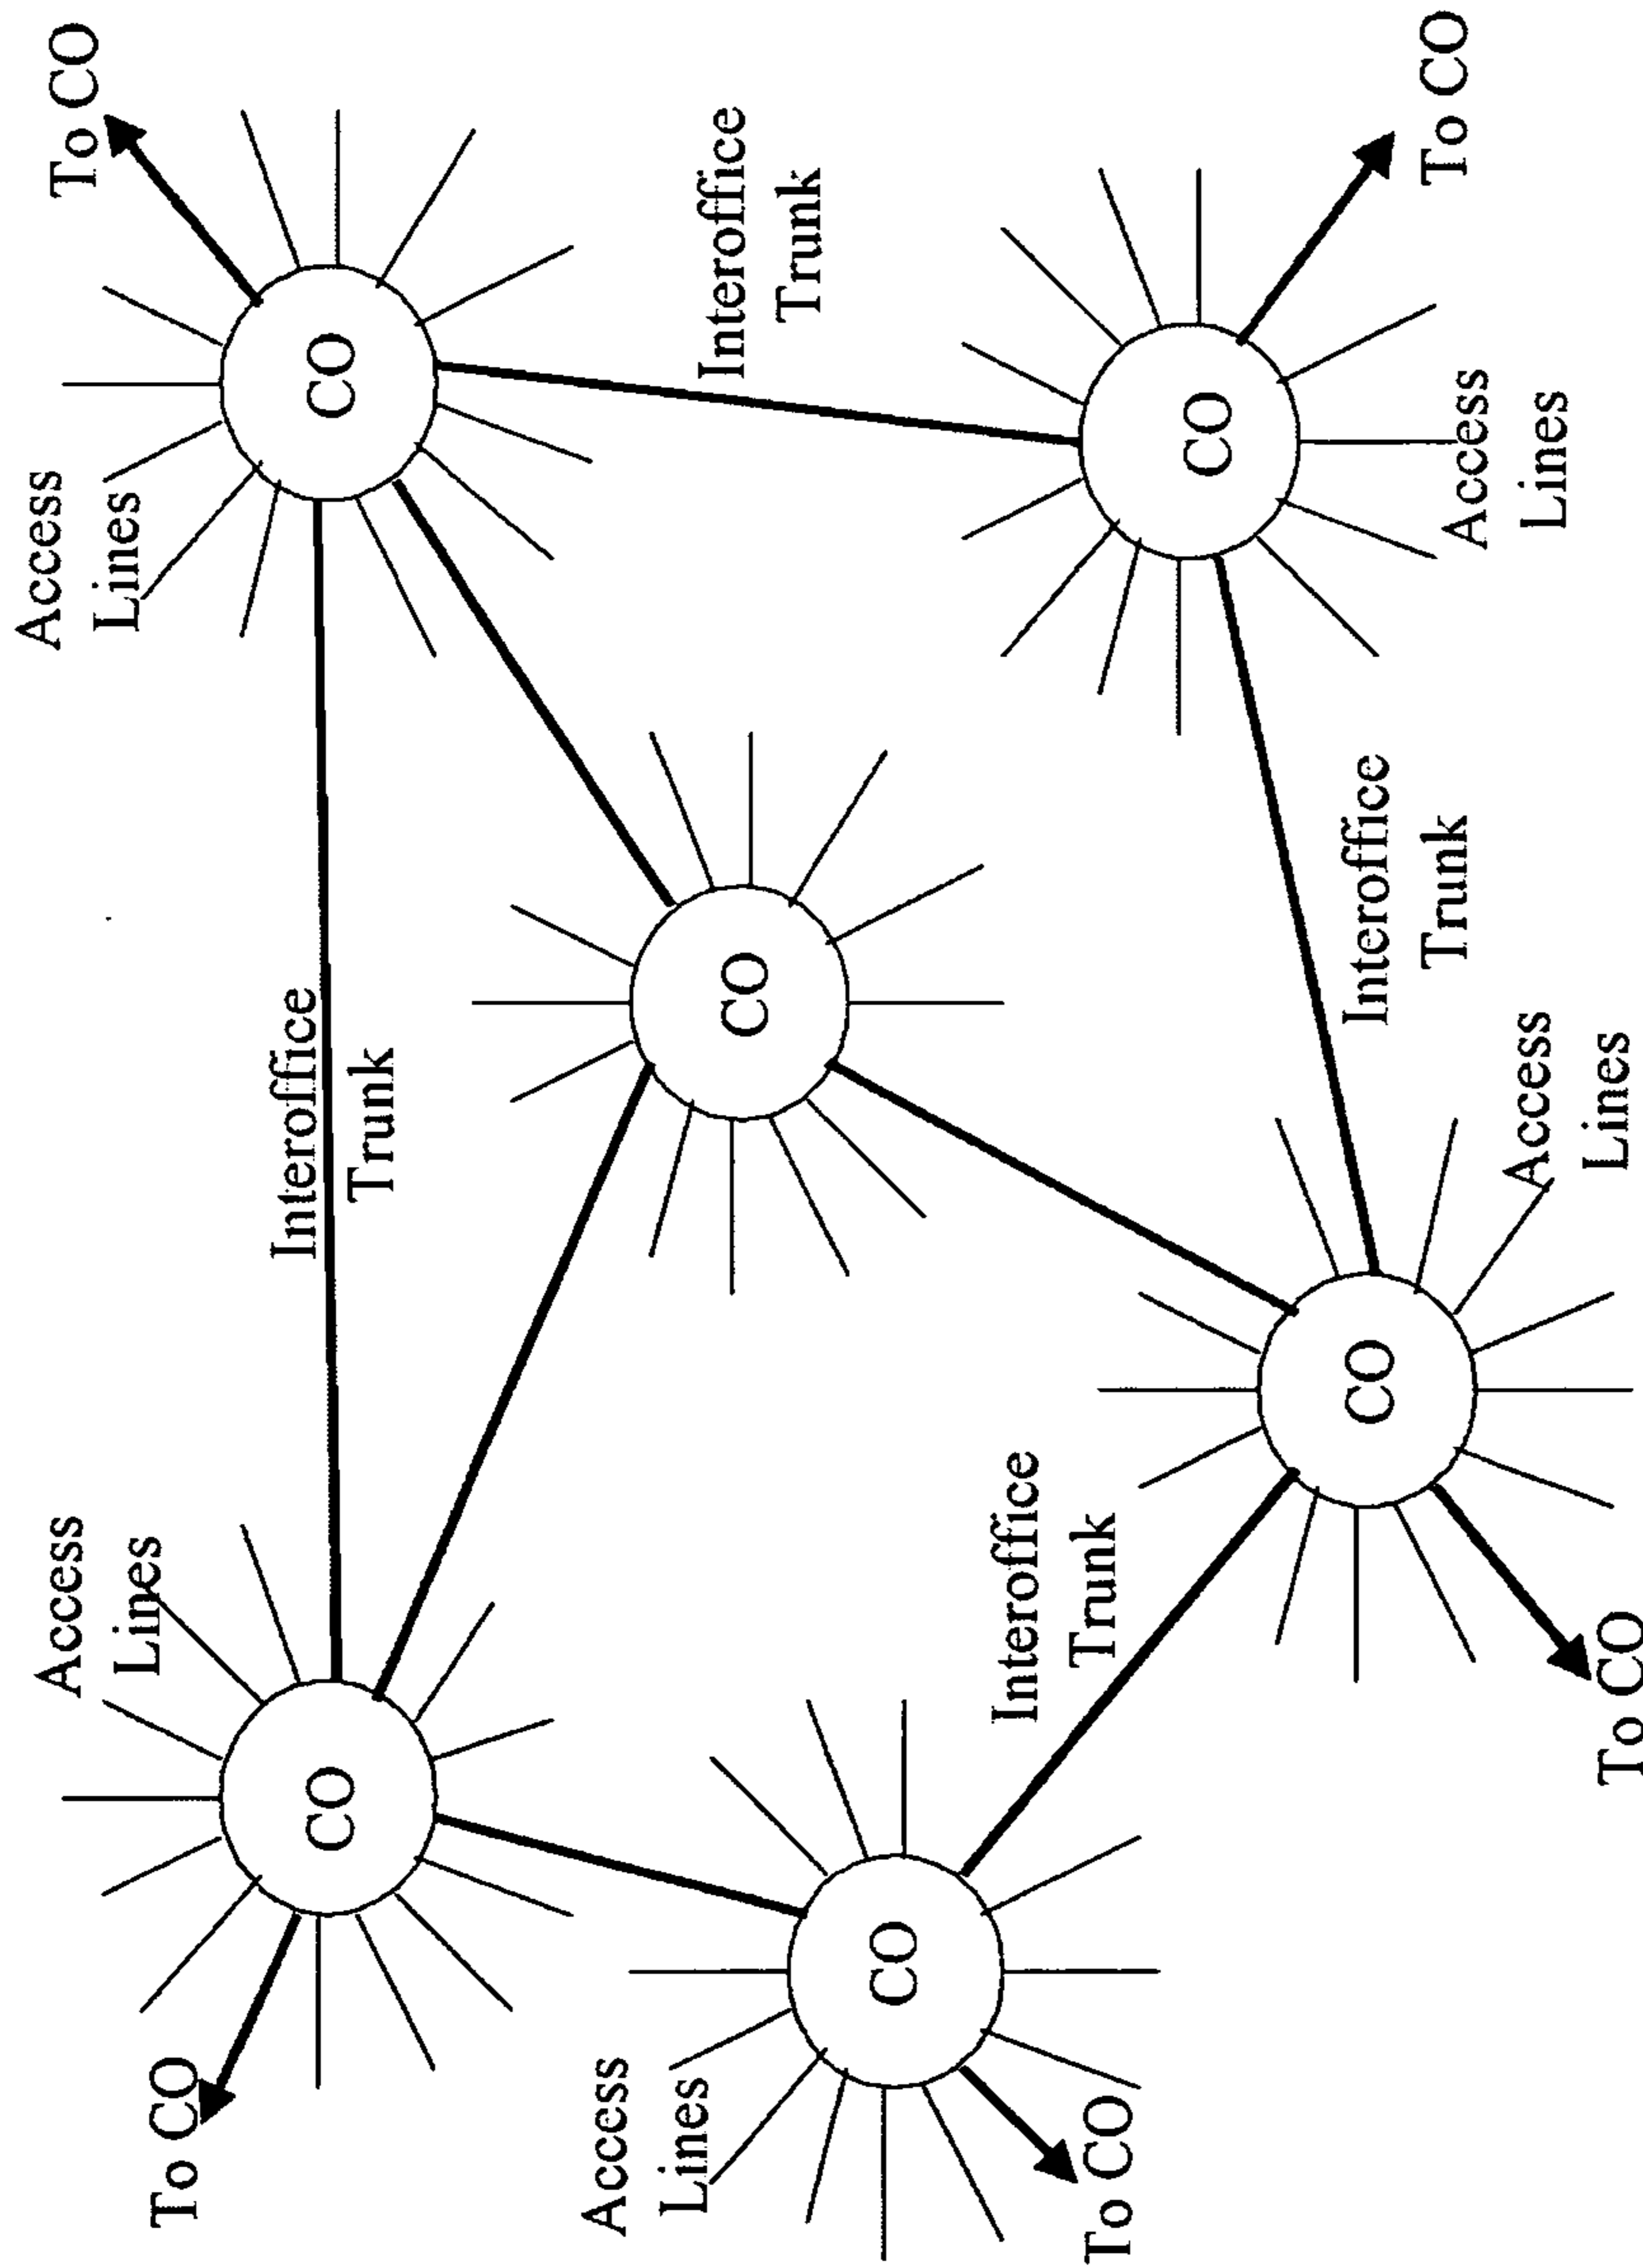 Access
Lines
Access
Lines
To CO
To CO
Interoffice
Trunk
CO
CO
Access
Lines
Interoffice
Trunk
CO
CO
Interoffice
Trunk
To CO
CO
Interoffice
Trunk
CO
To CO
Access
Lines
Access
Lines
To CO